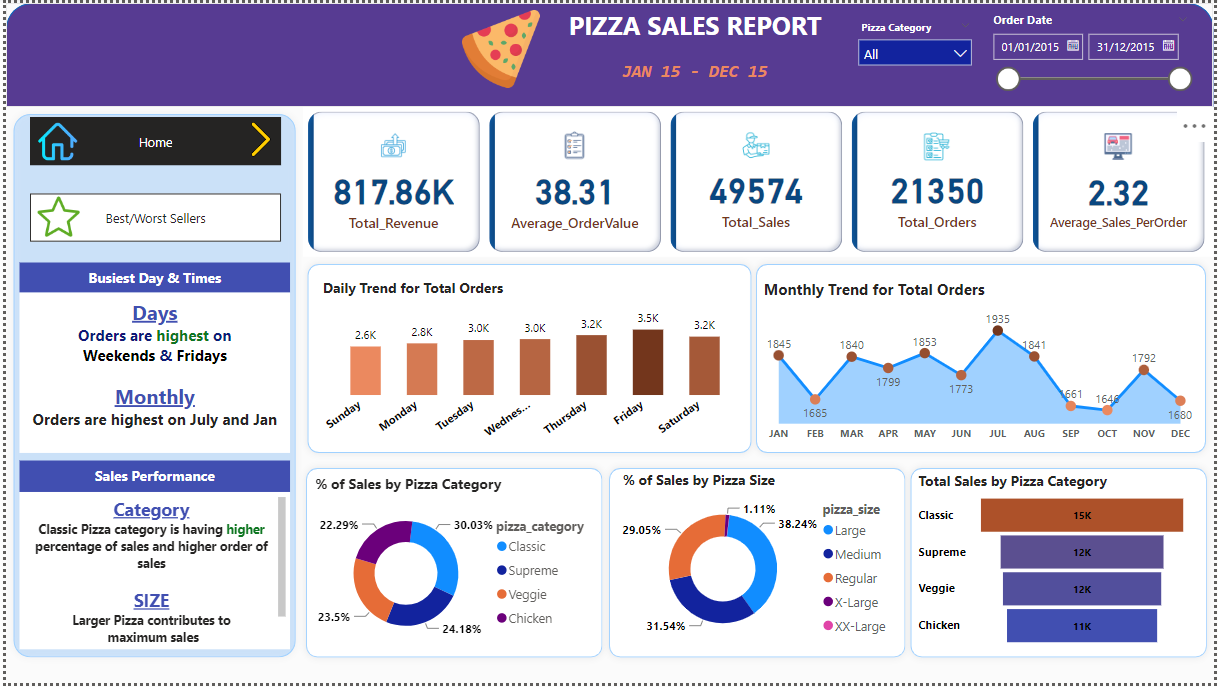 PIZZA SALES REPORT
JAN 15 - DEC 15
Pizza Category
All
Order Date
01/01/2015
31/12/2015
Home
Best/Worst Sellers
Busiest Day & Times
Days
Orders are highest on
Weekends & Fridays
Monthly
Orders are highest on July and Jan
Sales Performance
Category
Classic Pizza category is having higher
percentage of sales and higher order of
sales
SIZE
Larger Pizza contributes to
maximum sales
817.86K
Total_Revenue
38.31
Average_OrderValue
49574
Total_Sales
21350
Total_Orders
2.32
Average_Sales_PerOrder
Daily Trend for Total Orders
2.6K
2.8K
3.0K
3.0K
3.2K
3.5K
3.2K
Sunday
Monday
Tuesday
Wednes...
Thursday
Friday
Saturday
Monthly Trend for Total Orders
1845
1685
1840
1799
1853
1773
1935
1841
1661
1646
1792
1680
JAN
FEB
MAR
APR
MAY
JUN
JUL
AUG
SEP
OCT
NOV
DEC
% of Sales by Pizza Category
22.29%
30.03%
23.5%
24.18%
pizza_category
Classic
Supreme
Veggie
Chicken
% of Sales by Pizza Size
1.11%
29.05%
38.24%
31.54%
pizza_size
Large
Medium
Regular
X-Large
XX-Large
Total Sales by Pizza Category
Classic
15K
Supreme
12K
Veggie
12K
Chicken
11K